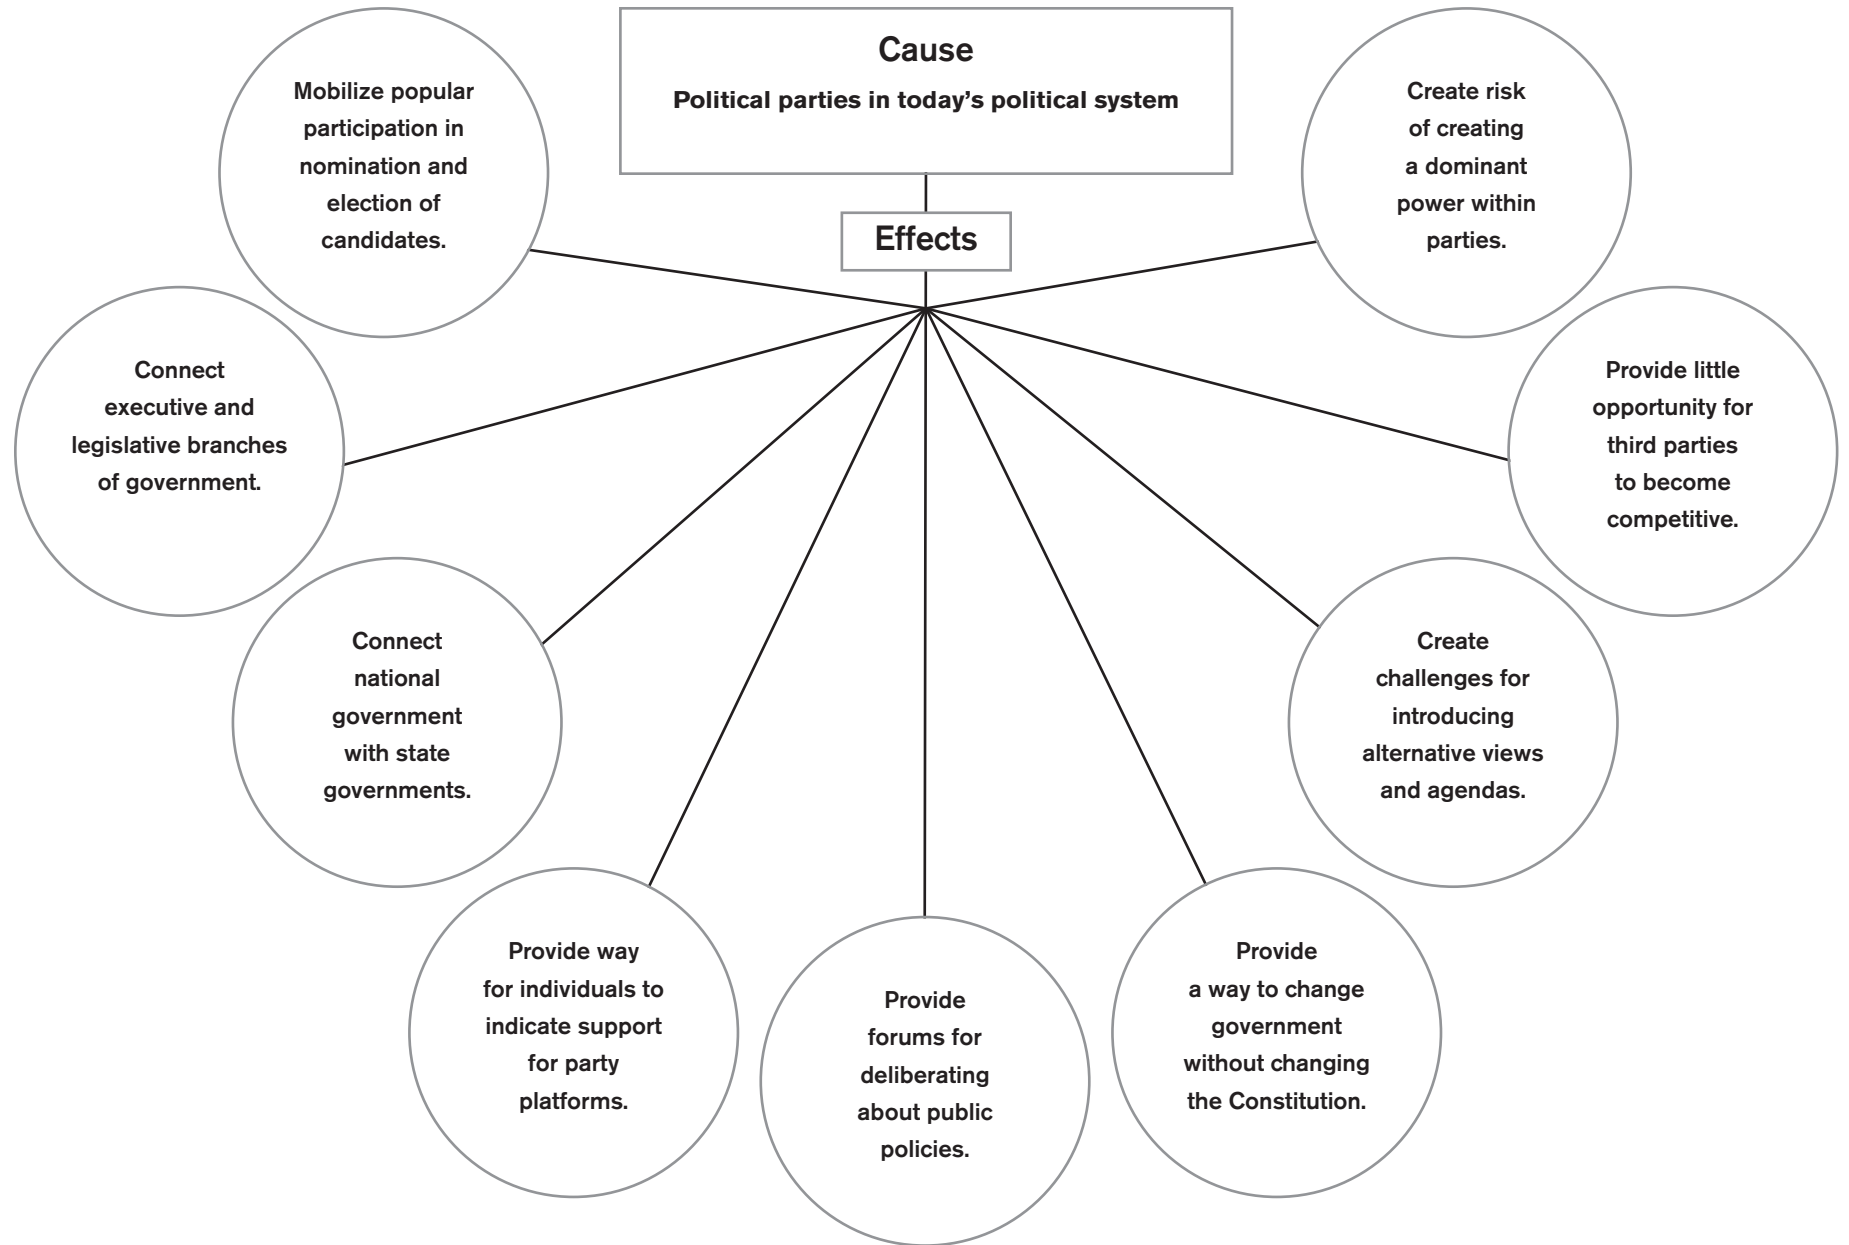 Cause
Political parties in today's political system
Effects
Mobilize popular
participation in
nomination and
election of
candidates.
Connect
executive and
legislative branches
of government.
Connect
national
government
with state
governments.
Provide way
for individuals to
indicate support
for party
platforms.
Provide
forums for
deliberating
about public
policies.
Provide
a way to change
government
without changing
the Constitution.
Create
challenges for
introducing
alternative views
and agendas.
Provide little
opportunity for
third parties
to become
competitive.
Create risk
of creating
a dominant
power within
parties.